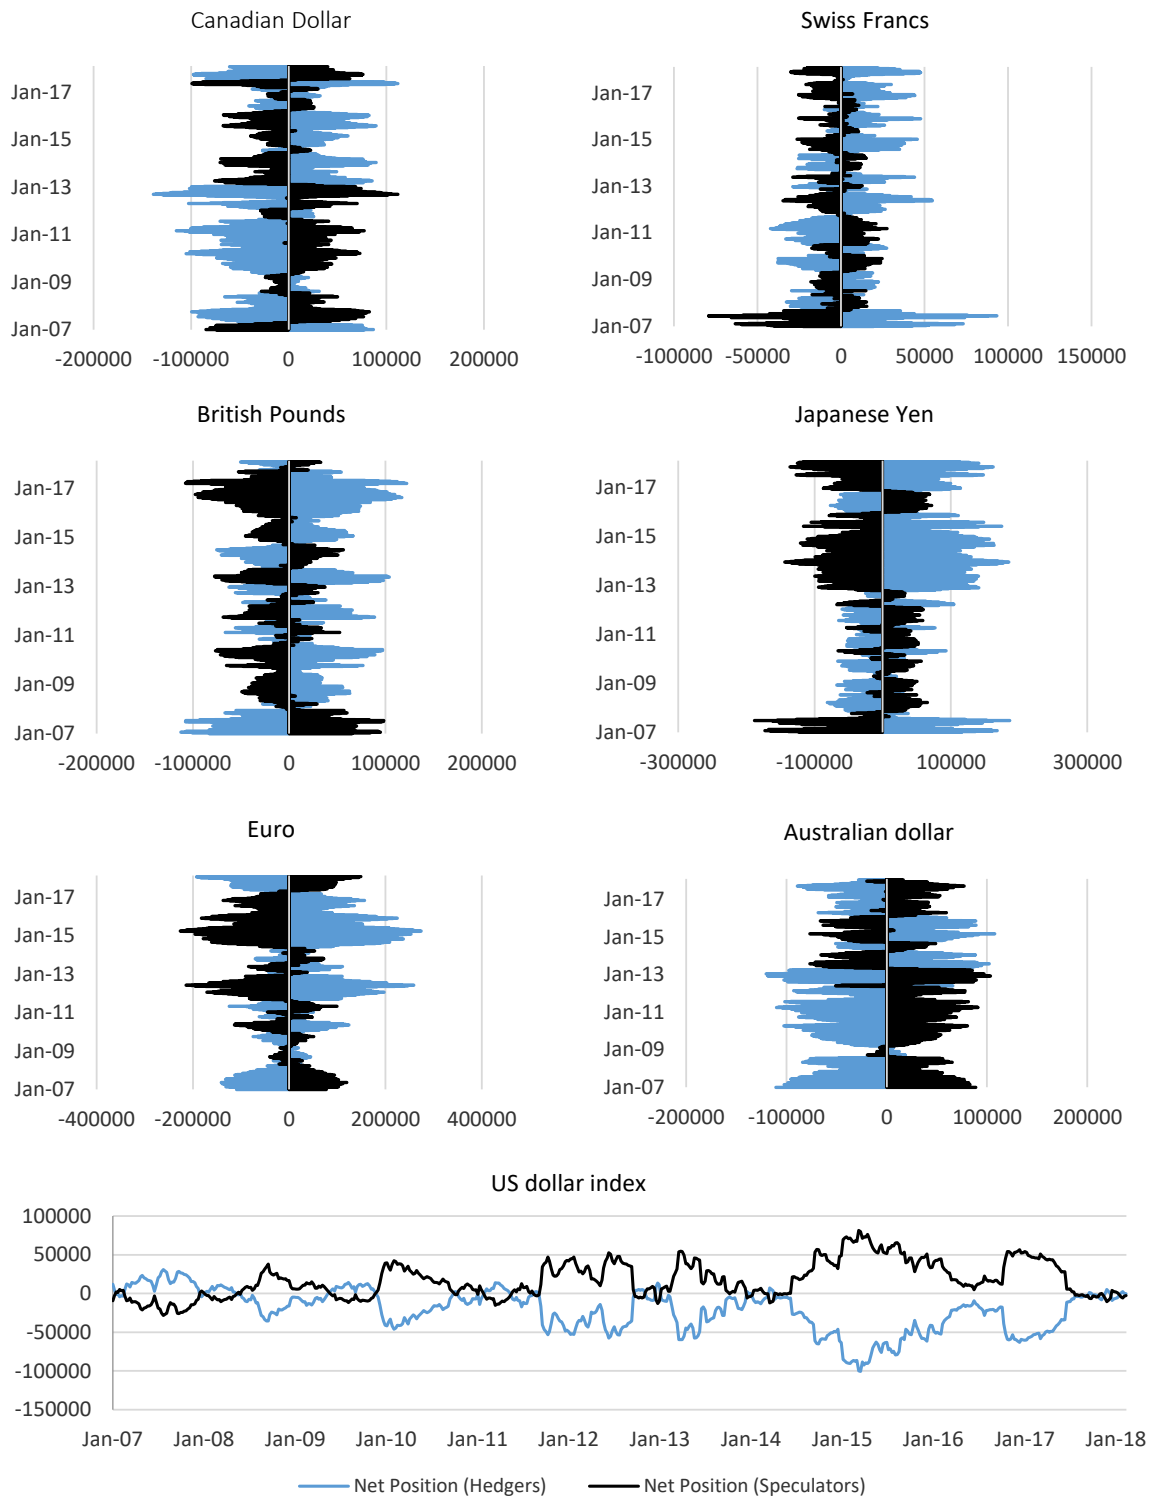 Canadian Dollar
Jan-17
Jan-15
Jan-13
Jan-11
Jan-09
Jan-07
-200000 -100000 0 100000 200000
Swiss Francs
Jan-17
Jan-15
Jan-13
Jan-11
Jan-09
Jan-07
-100000 -50000 0 50000 100000 150000
British Pounds
Jan-17
Jan-15
Jan-13
Jan-11
Jan-09
Jan-07
-200000 -100000 0 100000 200000
Japanese Yen
Jan-17
Jan-15
Jan-13
Jan-11
Jan-09
Jan-07
-300000 -100000 100000 300000
Euro
Jan-17
Jan-15
Jan-13
Jan-11
Jan-09
Jan-07
-400000 -200000 0 200000 400000
Australian dollar
Jan-17
Jan-15
Jan-13
Jan-11
Jan-09
Jan-07
-200000 -100000 0 100000 200000
US dollar index
100000
50000
0
-50000
-100000
-150000
Jan-07 Jan-08 Jan-09 Jan-10 Jan-11 Jan-12 Jan-13 Jan-14 Jan-15 Jan-16 Jan-17 Jan-18
Net Position (Hedgers) Net Position (Speculators)